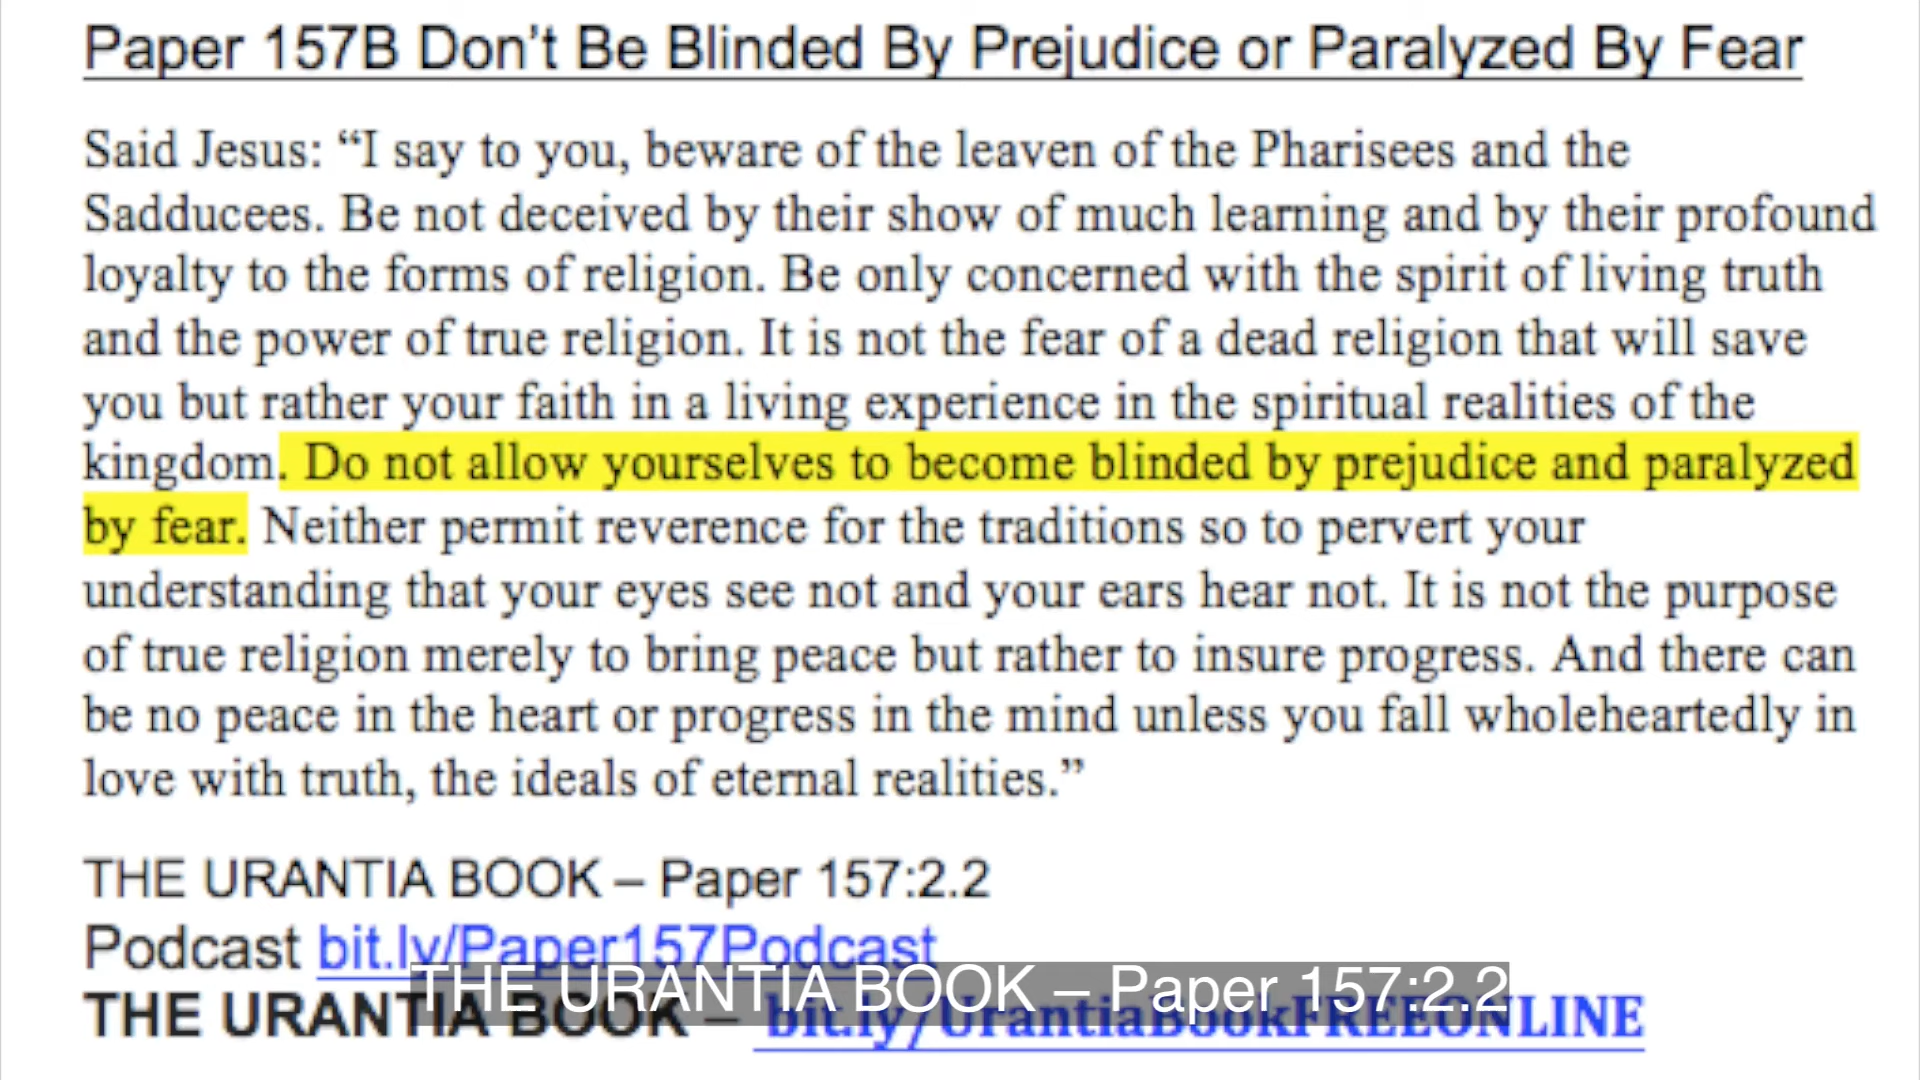 Paper 157B Don’t Be Blinded By Prejudice or Paralyzed By Fear
Said Jesus: “I say to you, beware of the leaven of the Pharisees and the
Sadducees. Be not deceived by their show of much learning and by their profound
loyalty to the forms of religion. Be only concerned with the spirit of living truth
and the power of true religion. It is not the fear of a dead religion that will save
you but rather your faith in a living experience in the spiritual realities of the
kingdom. Do not allow yourselves to become blinded by prejudice and paralyzed
by fear. Neither permit reverence for the traditions so to pervert your
understanding that your eyes see not and your ears hear not. It is not the purpose
of true religion merely to bring peace but rather to insure progress. And there can
be no peace in the heart or progress in the mind unless you fall wholeheartedly in
love with truth, the ideals of eternal realities.”
THE URANTIA BOOK – Paper 157:2.2
Podcast bit.ly/Paper157Podcast
THE URANTIA BOOK – Paper 157:2.2
THE URANTIA BOOK – bit.ly/UrantiaBookFREEONLINE